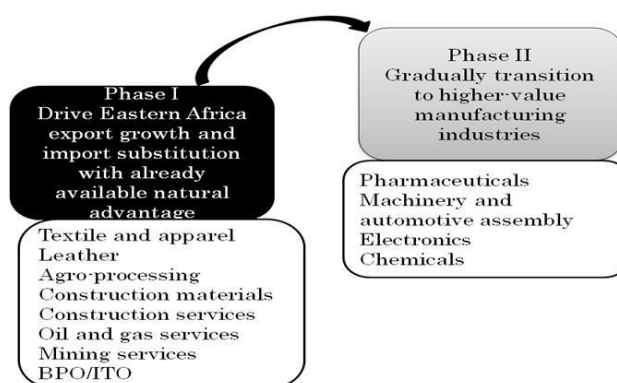 Phase I
Drive Eastern Africa
export growth and
import substitution
with already
available natural
advantage
Textile and apparel
Leather
Agro-processing
Construction materials
Construction services
Oil and gas services
Mining services
BPO/ITO
Phase II
Gradually transition
to higher-value
manufacturing
industries
Pharmaceuticals
Machinery and
automotive assembly
Electronics
Chemicals